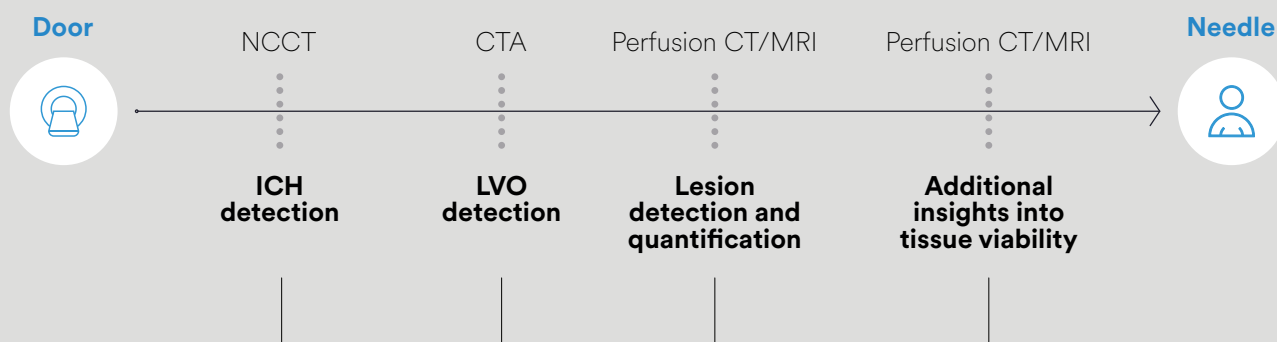 Door
NCCT
CTA
Perfusion CT/MRI
Perfusion CT/MRI
Needle
ICH
detection
LVO
detection
Lesion
detection and
quantification
Additional
insights into
tissue viability